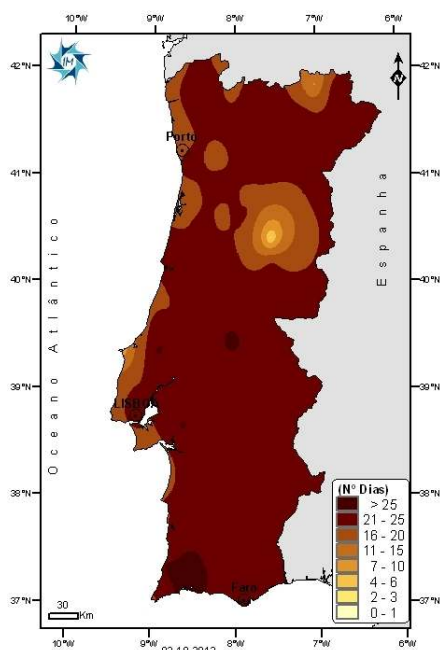 IM
10°W
9°W
8°W
7°W
6°W
42°N
42°N
N
Porto
41°N
41°N
Espanha
40°N
40°N
Oceano Atlântico
39°N
39°N
LISBOA
38°N
38°N
(Nº Dias)
> 25
21 - 25
16 - 20
11 - 15
7 - 10
4 - 6
2 - 3
0 - 1
37°N
37°N
Faro
30
Km
10°W
9°W
8°W
7°W
6°W